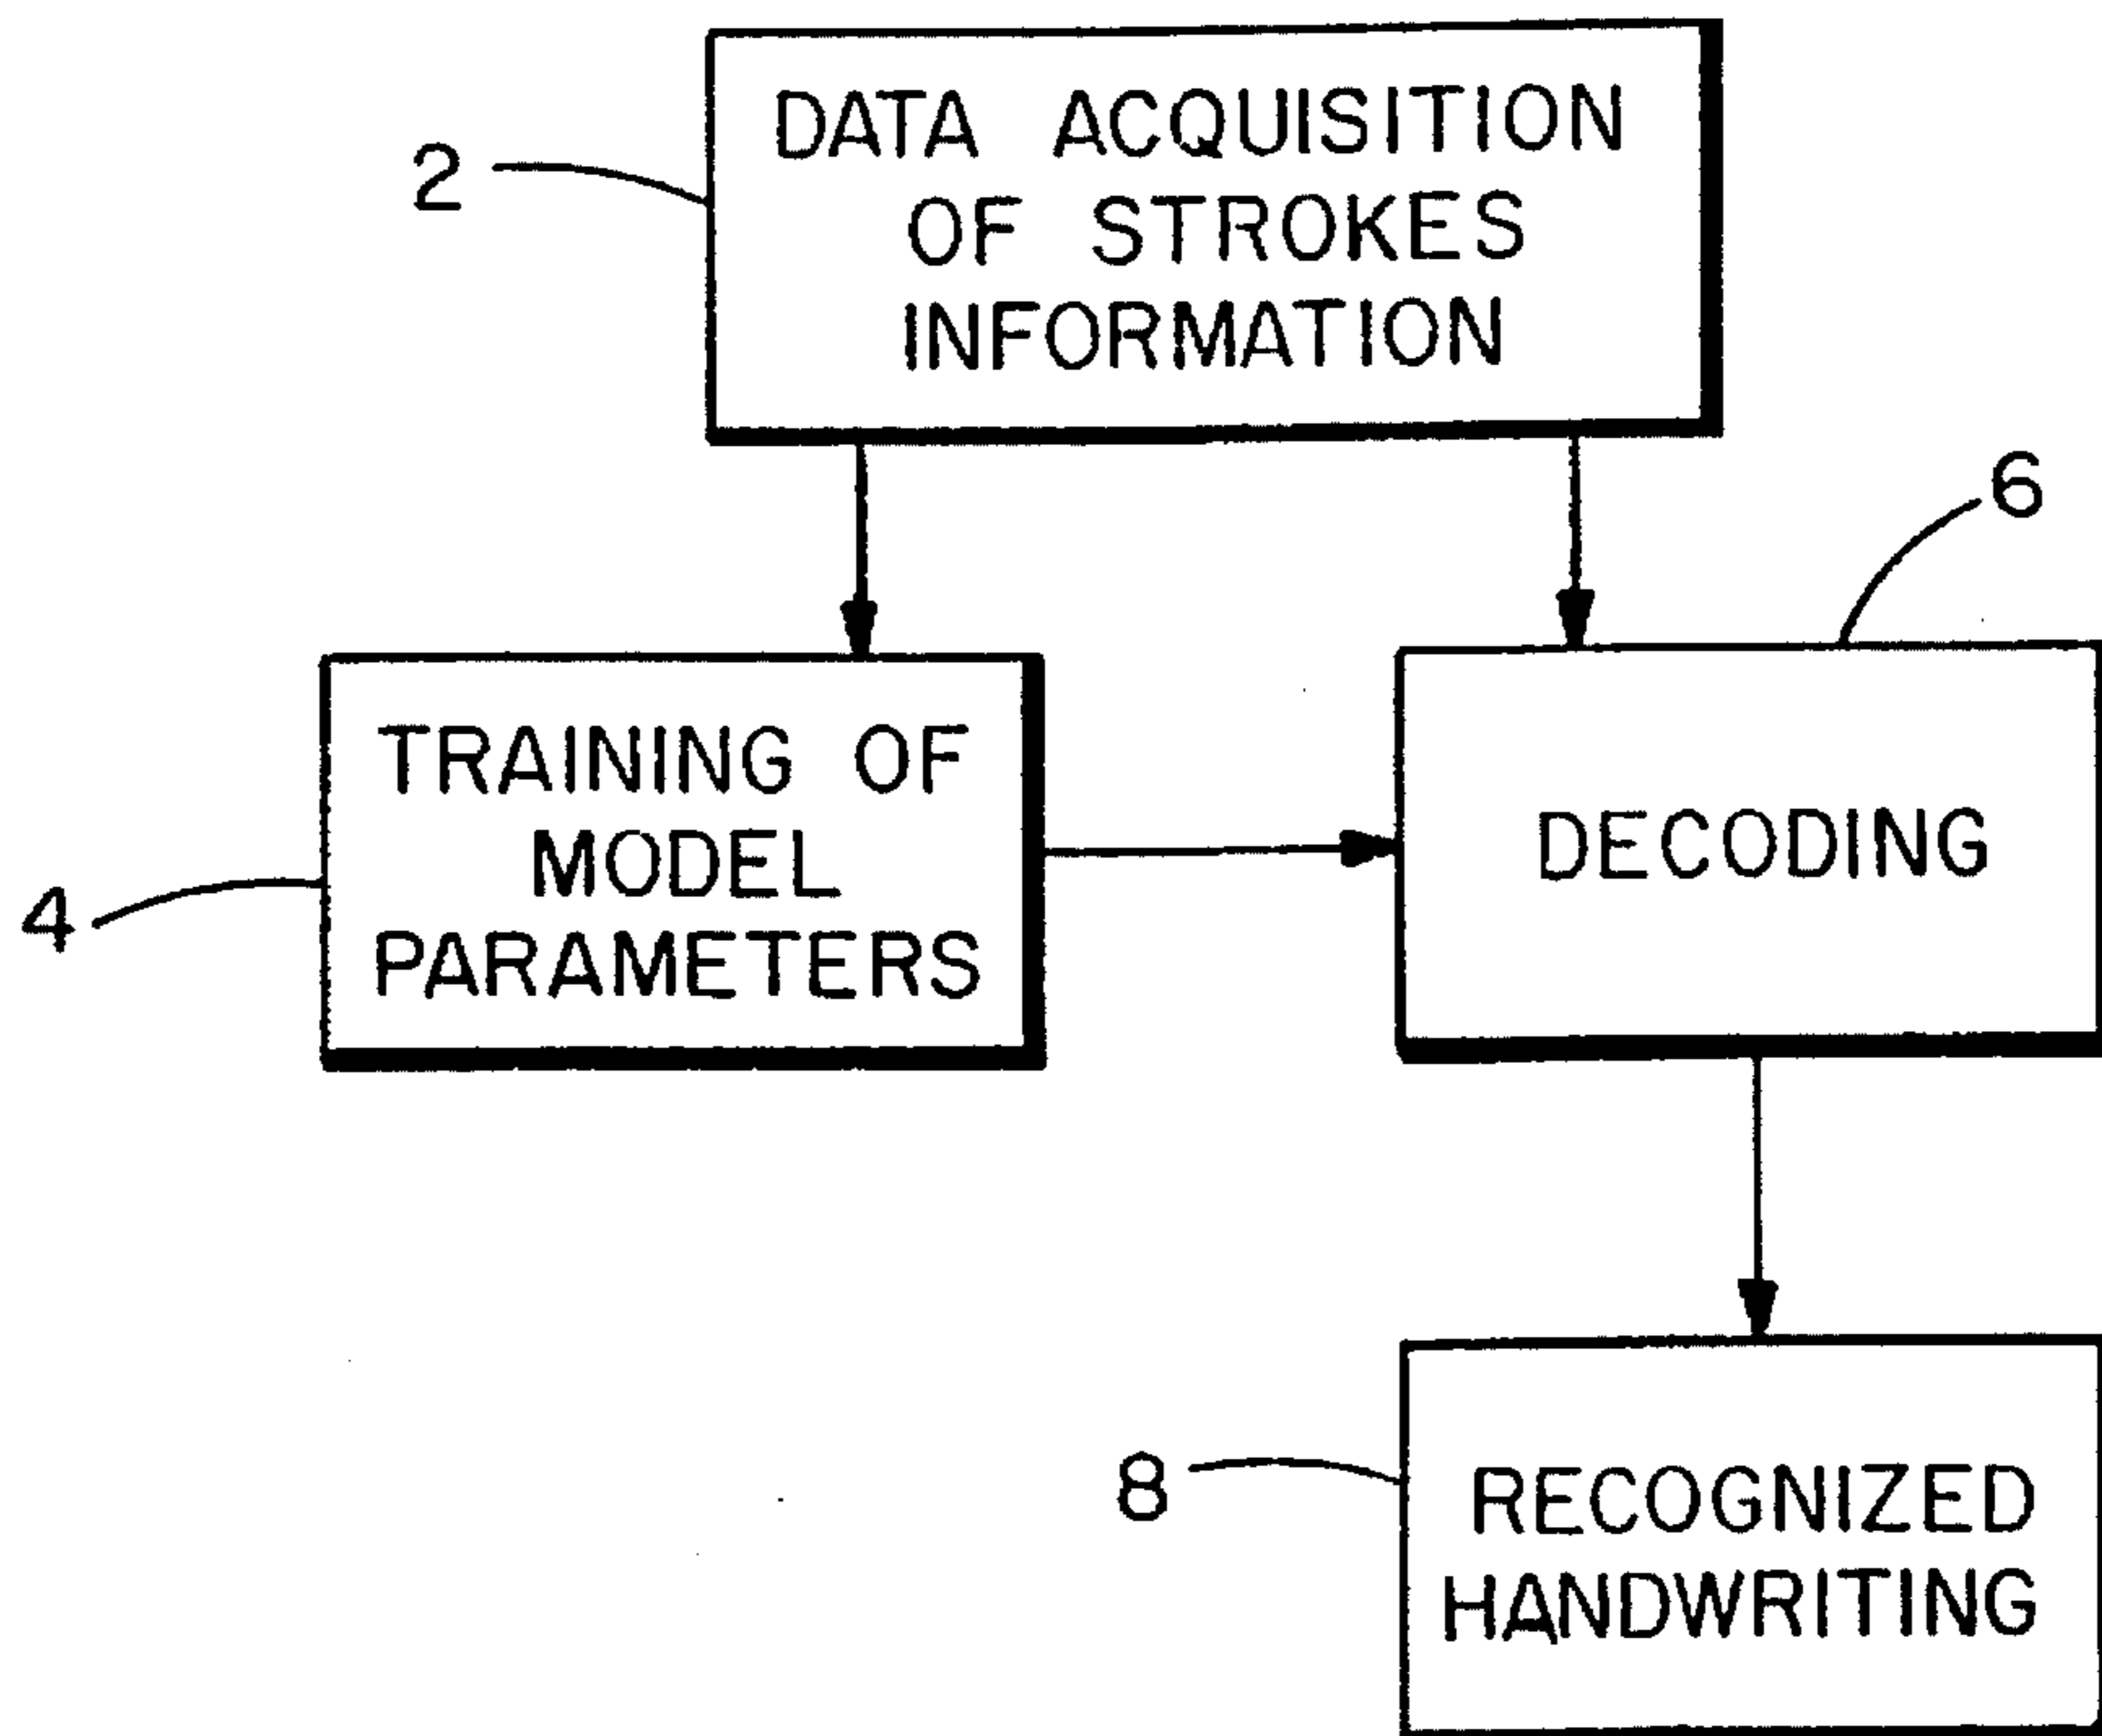 2
DATA ACQUISITION
OF STROKES
INFORMATION
6
4
TRAINING OF
MODEL
PARAMETERS
DECODING
8
RECOGNIZED
HANDWRITING